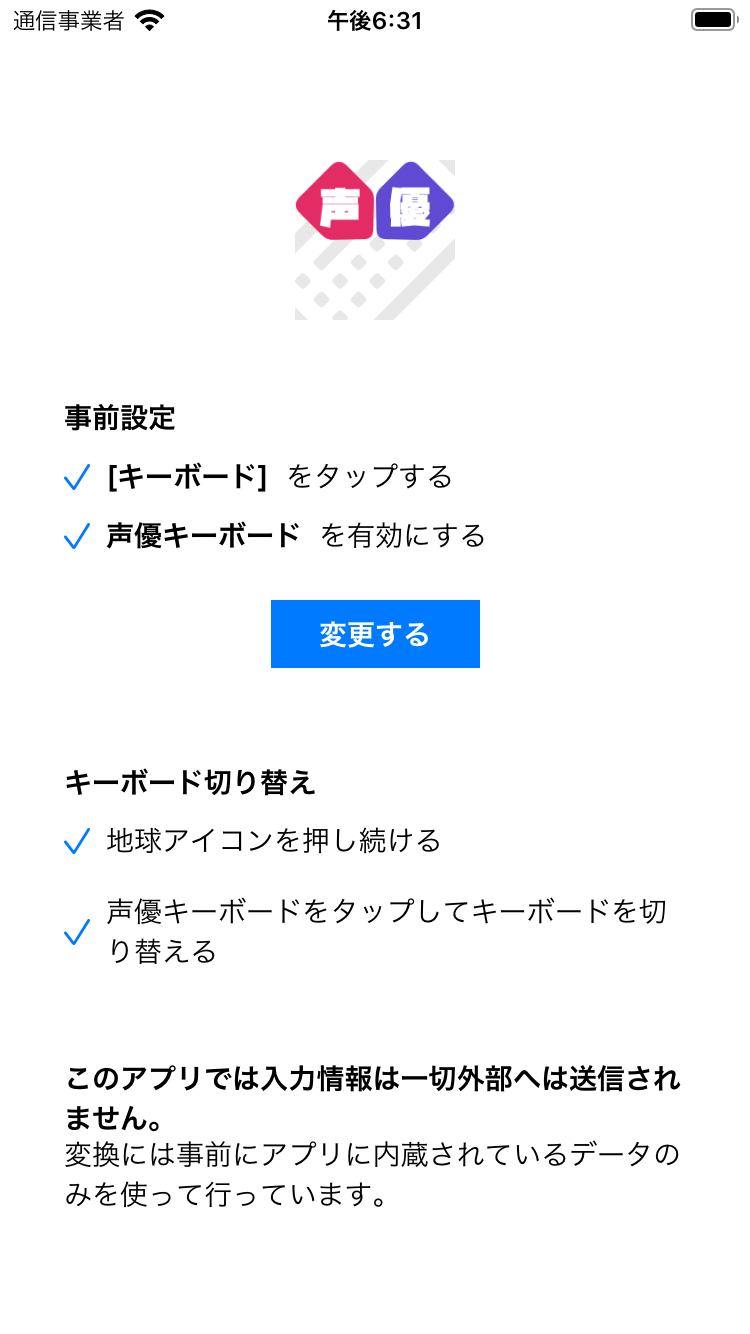 通信事業者 午後6:31
声優
事前設定
[キーボード] をタップする
声優キーボード を有効にする
変更する
キーボード切り替え
地球アイコンを押し続ける
声優キーボードをタップしてキーボードを切
り替える
このアプリでは入力情報は一切外部へは送信され
ません。
変換には事前にアプリに内蔵されているデータの
みを使って行っています。